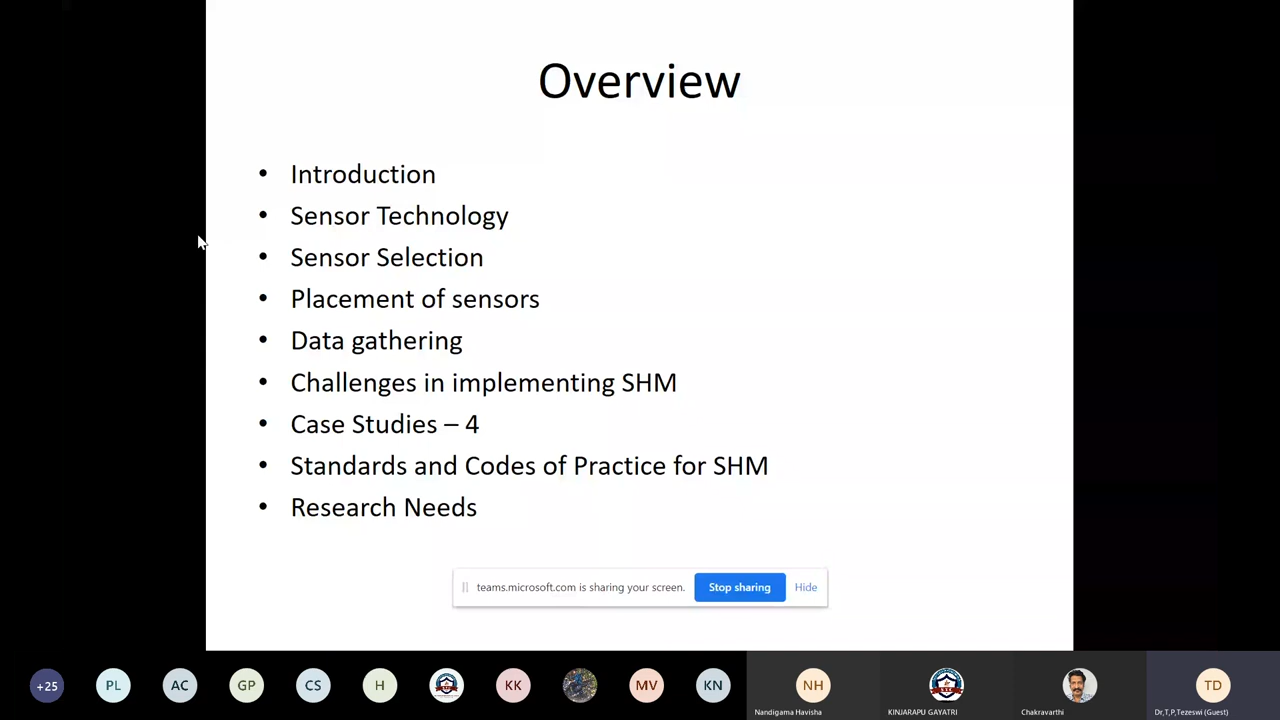 Overview
• Introduction
• Sensor Technology
• Sensor Selection
• Placement of sensors
• Data gathering
• Challenges in implementing SHM
• Case Studies – 4
• Standards and Codes of Practice for SHM
• Research Needs
teams.microsoft.com is sharing your screen. Stop sharing Hide
+25 PL AC GP CS H KK MV KN NH TD
Nandigama Havisha KINJARAPU GAYATRI Chakravarthi Dr,T,P,Tezeswi (Guest)